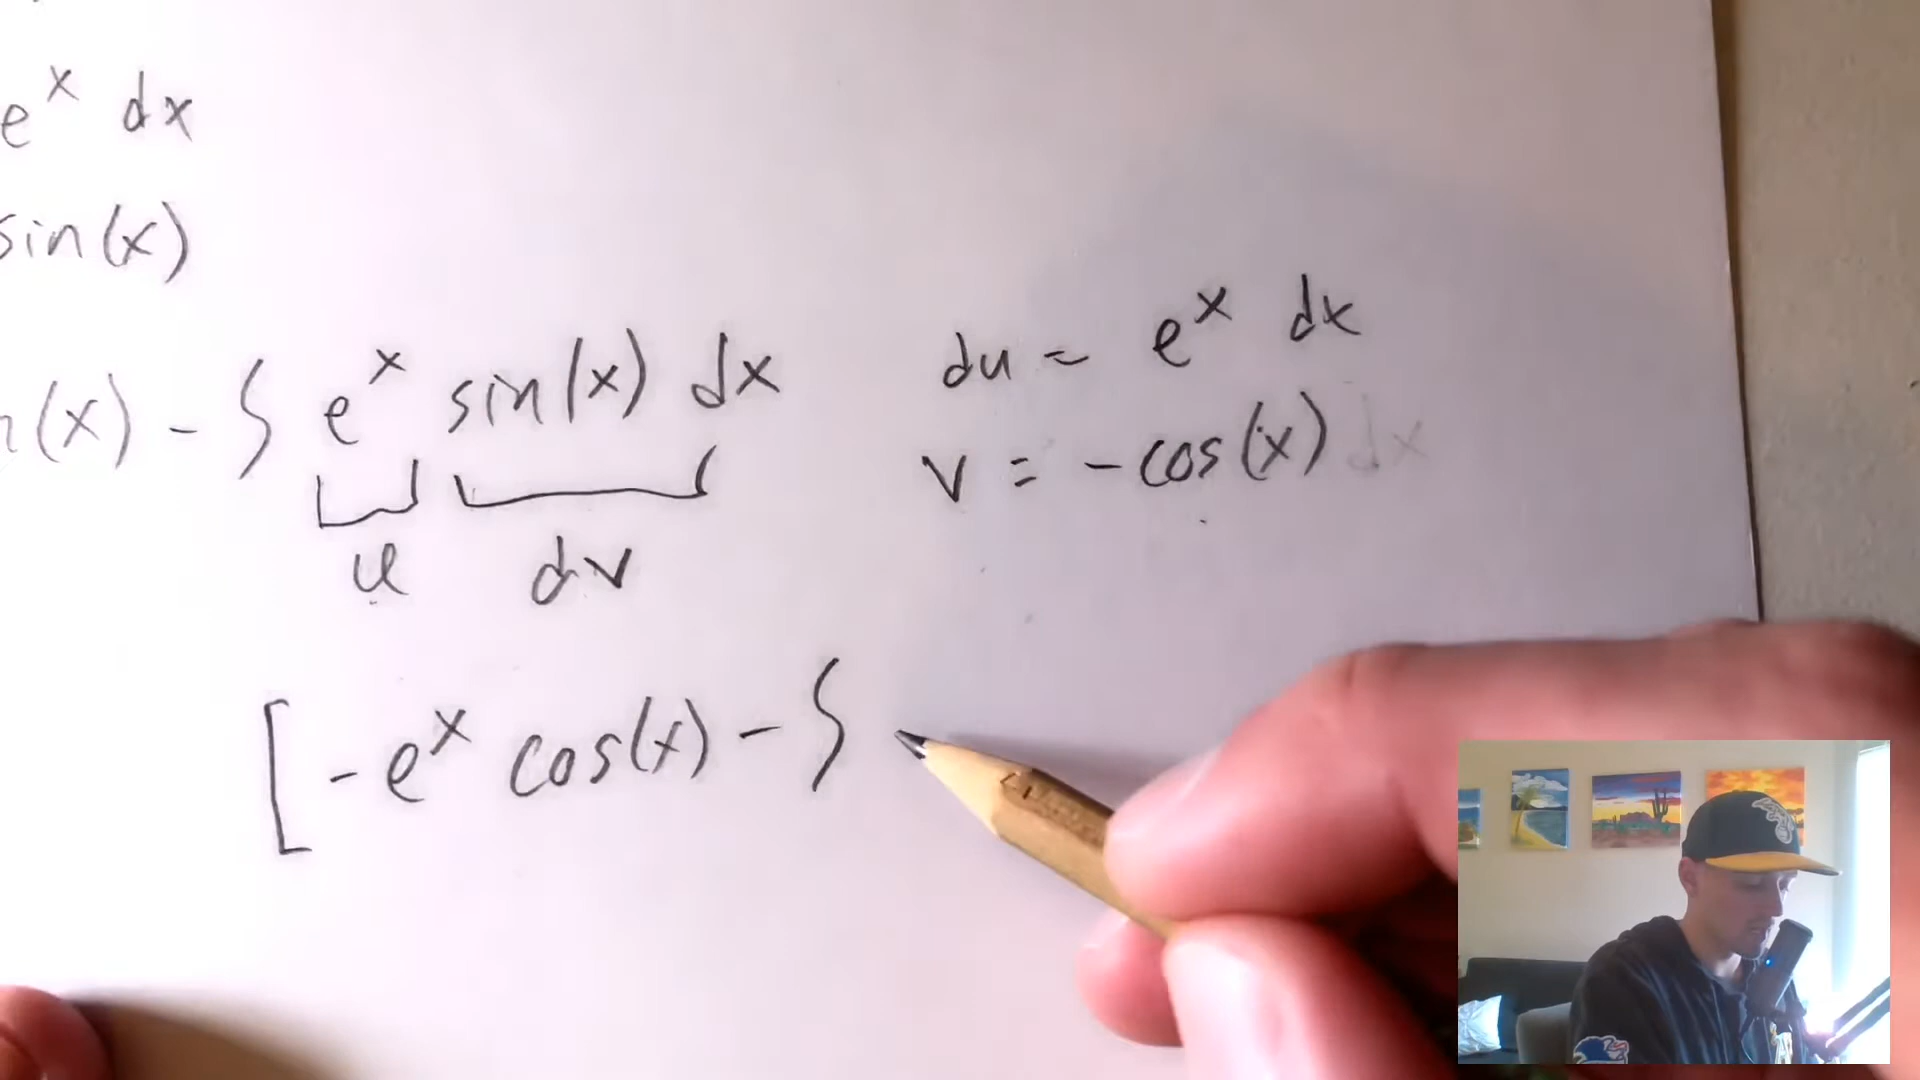 e^x dx
sin(x)
(x) - ∫ e^x sin(x) dx
u dv
du = e^x dx
v = -cos(x) dx
[-e^x cos(x) - ∫